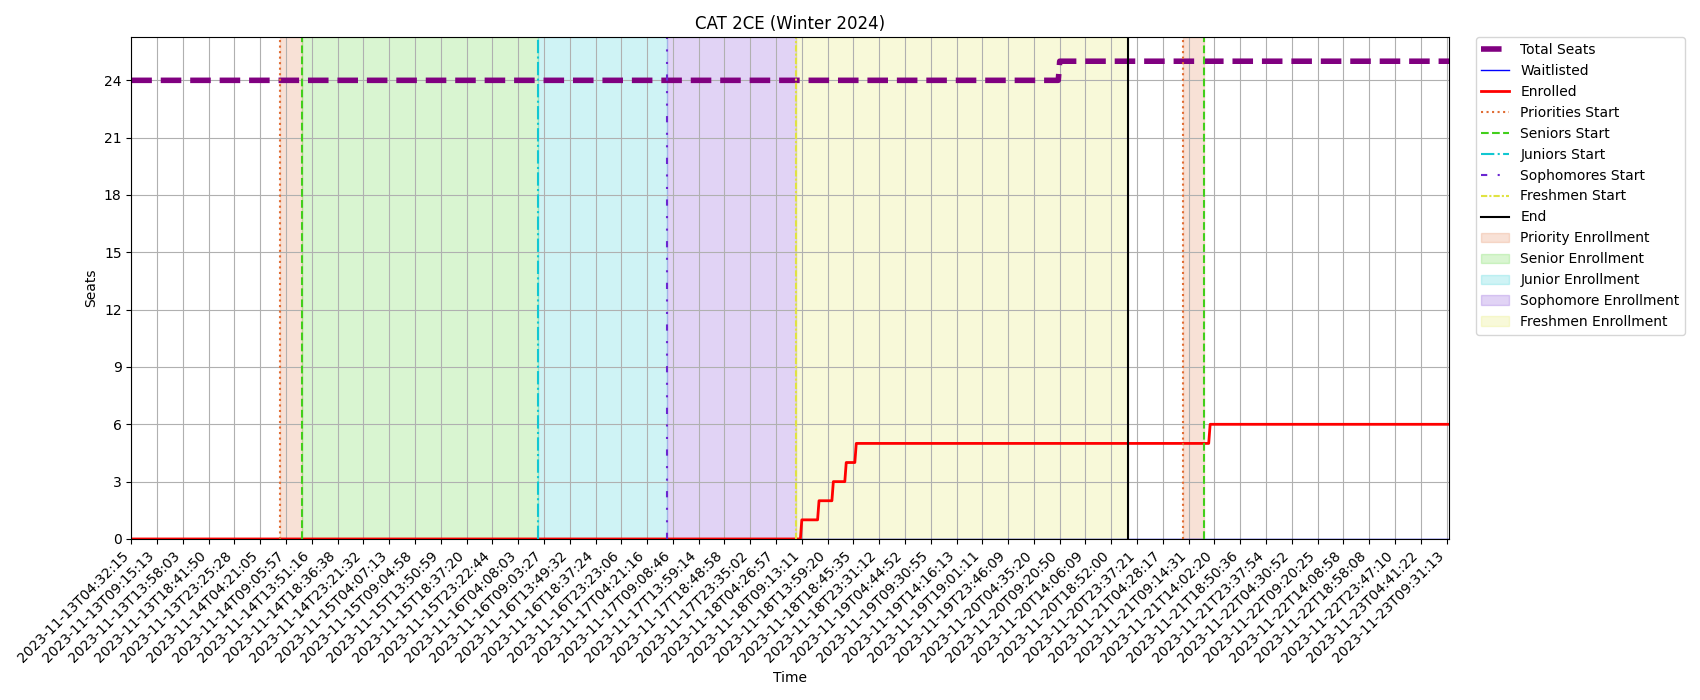 CAT 2CE (Winter 2024)
Seats
24
21
18
15
12
9
6
3
0
2023-11-13T04:32:15
2023-11-13T09:15:13
2023-11-13T13:58:03
2023-11-13T18:41:50
2023-11-13T23:25:28
2023-11-14T04:21:05
2023-11-14T09:05:57
2023-11-14T13:51:16
2023-11-14T18:36:38
2023-11-14T23:21:32
2023-11-15T04:07:13
2023-11-15T09:04:58
2023-11-15T13:50:59
2023-11-15T18:37:20
2023-11-15T23:22:44
2023-11-16T04:08:03
2023-11-16T09:03:27
2023-11-16T13:49:32
2023-11-16T18:37:24
2023-11-16T23:23:06
2023-11-17T04:21:16
2023-11-17T09:08:46
2023-11-17T13:59:14
2023-11-17T18:48:58
2023-11-17T23:35:02
2023-11-18T04:26:57
2023-11-18T09:13:11
2023-11-18T13:59:20
2023-11-18T18:45:35
2023-11-18T23:31:12
2023-11-19T04:44:52
2023-11-19T09:30:55
2023-11-19T14:16:13
2023-11-19T19:01:11
2023-11-19T23:46:09
2023-11-20T04:35:20
2023-11-20T09:20:50
2023-11-20T14:06:09
2023-11-20T18:52:00
2023-11-20T23:37:21
2023-11-21T04:28:17
2023-11-21T09:14:31
2023-11-21T14:02:20
2023-11-21T18:50:36
2023-11-21T23:37:54
2023-11-22T04:30:52
2023-11-22T09:20:25
2023-11-22T14:08:58
2023-11-22T18:58:08
2023-11-22T23:47:10
2023-11-23T04:41:22
2023-11-23T09:31:13
Time
Total Seats
Waitlisted
Enrolled
Priorities Start
Seniors Start
Juniors Start
Sophomores Start
Freshmen Start
End
Priority Enrollment
Senior Enrollment
Junior Enrollment
Sophomore Enrollment
Freshmen Enrollment